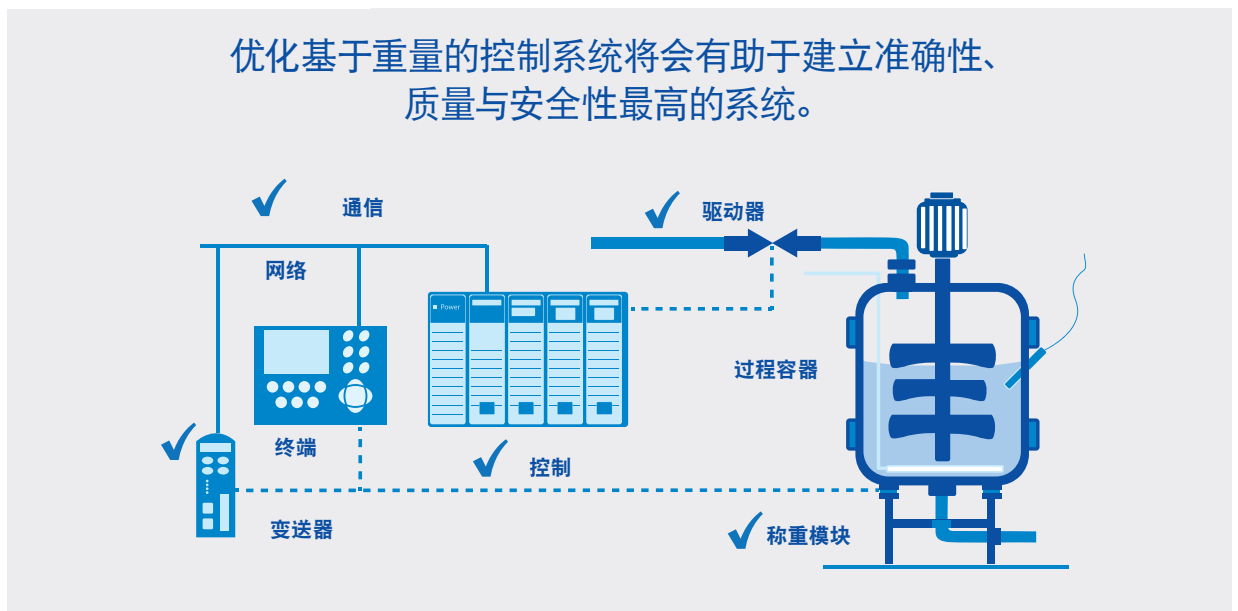 优化基于重量的控制系统将会有助于建立准确性、
质量与安全性最高的系统。
通信
驱动器
网络
Power
过程容器
终端
控制
变送器
称重模块